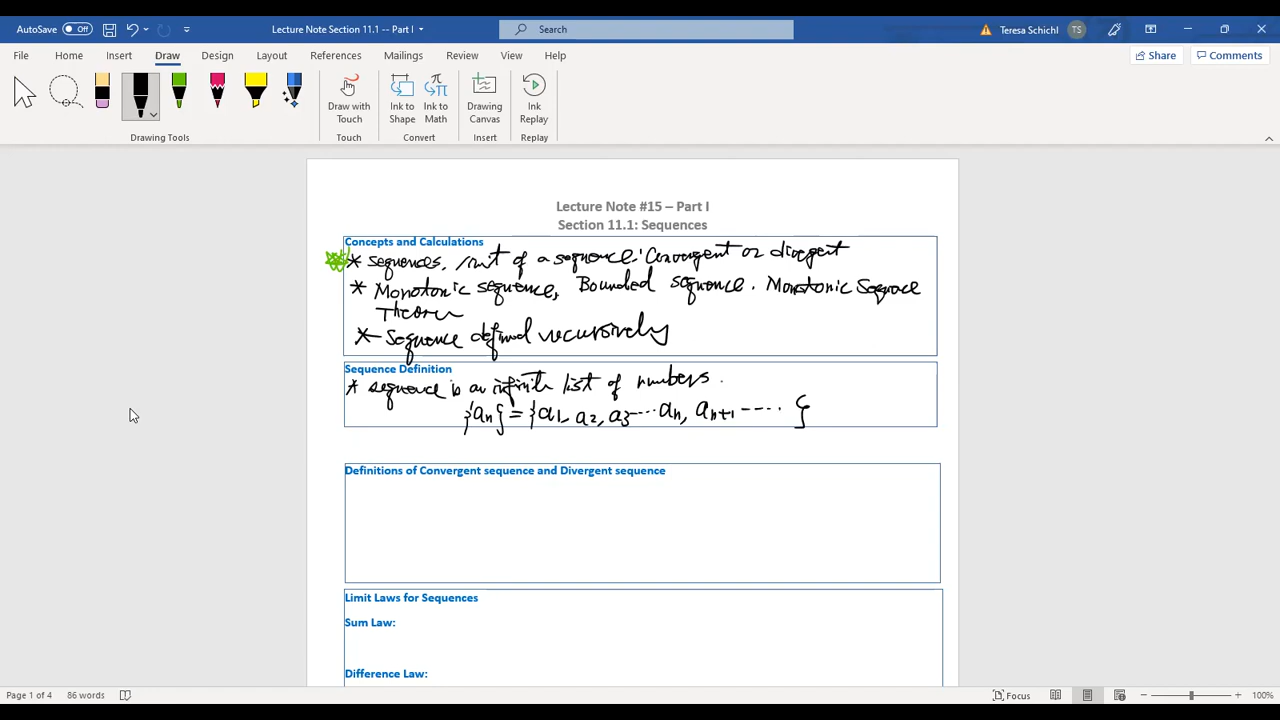 AutoSave Off Lecture Note Section 11.1 -- Part I Search Teresa Schichl TS
File Home Insert Draw Design Layout References Mailings Review View Help Share Comments
Draw with Touch Ink to Shape Ink to Math Drawing Canvas Ink Replay
Drawing Tools Touch Convert Insert Replay
Lecture Note #15 – Part I
Section 11.1: Sequences
Concepts and Calculations
* sequences, limit of a sequence: Convergent or divergent
* Monotonic sequence, Bounded sequence. Monotonic Sequence
Theorem
* Sequence defined recursively
Sequence Definition
* sequence is an infinite list of numbers.
{an} = {a1, a2, a3 ···· an, an+1 ---···· }
Definitions of Convergent sequence and Divergent sequence
Limit Laws for Sequences
Sum Law:
Difference Law:
Page 1 of 4 86 words Focus 100%